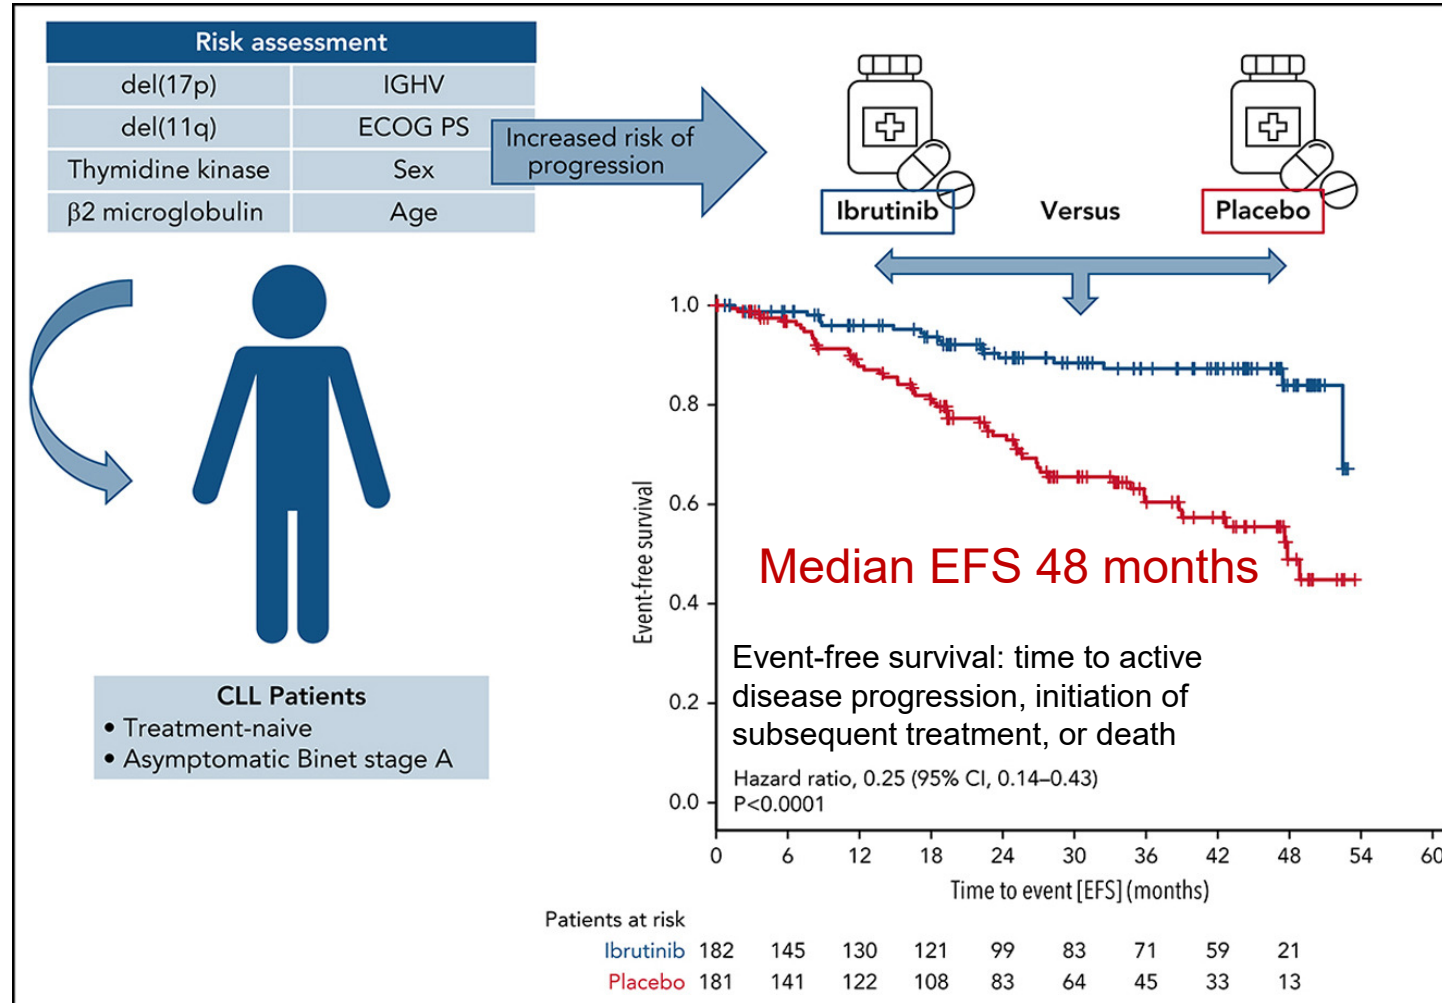 Risk assessment
del(17p) IGHV
del(11q) ECOG PS
Thymidine kinase Sex
β2 microglobulin Age
Increased risk of
progression
Ibrutinib Versus Placebo
CLL Patients
• Treatment-naive
• Asymptomatic Binet stage A
Event-free survival
1.0
0.8
0.6
0.4
0.2
0.0
Median EFS 48 months
Event-free survival: time to active
disease progression, initiation of
subsequent treatment, or death
Hazard ratio, 0.25 (95% CI, 0.14–0.43)
P<0.0001
0 6 12 18 24 30 36 42 48 54 60
Time to event [EFS] (months)
Patients at risk
Ibrutinib 182 145 130 121 99 83 71 59 21
Placebo 181 141 122 108 83 64 45 33 13